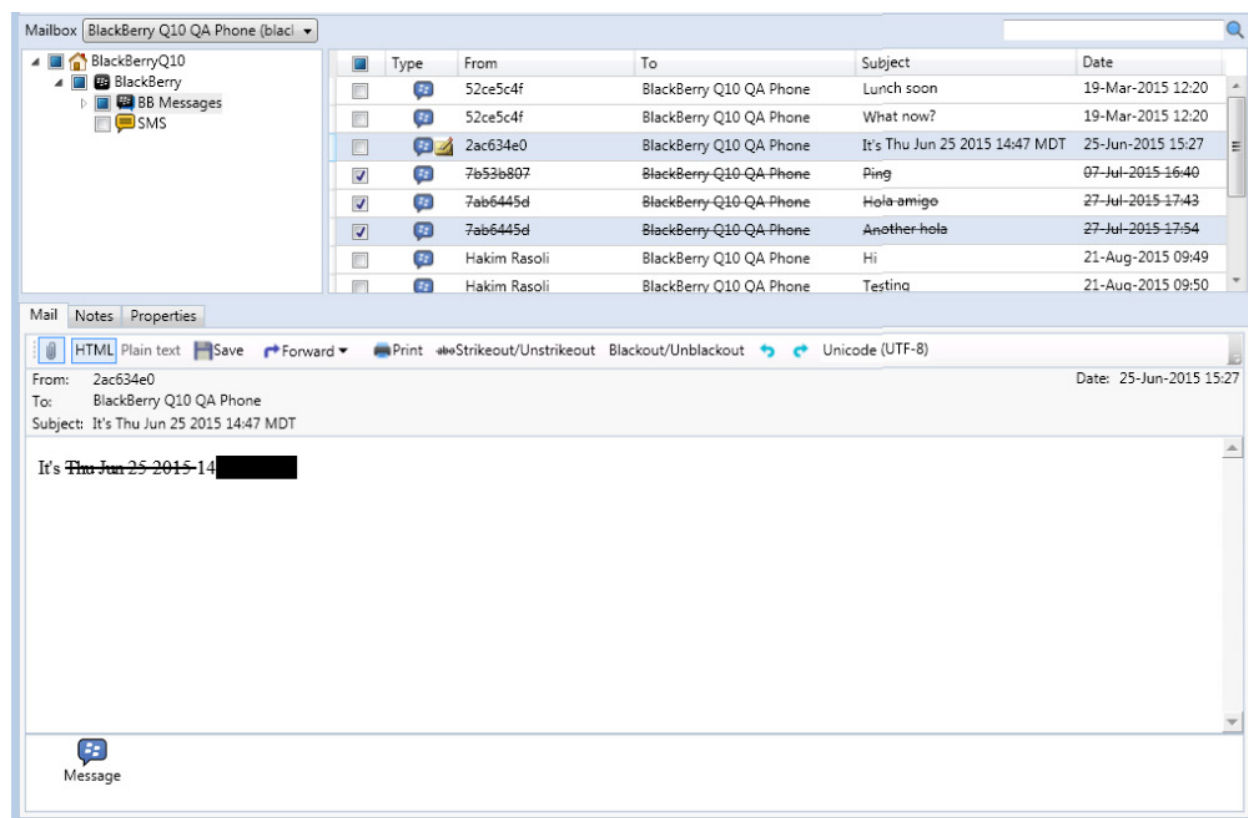 Mailbox BlackBerry Q10 QA Phone (blacl
BlackBerryQ10
BlackBerry
BB Messages
SMS
Type From To Subject Date
52ce5c4f BlackBerry Q10 QA Phone Lunch soon 19-Mar-2015 12:20
52ce5c4f BlackBerry Q10 QA Phone What now? 19-Mar-2015 12:20
2ac634e0 BlackBerry Q10 QA Phone It's Thu Jun 25 2015 14:47 MDT 25-Jun-2015 15:27
7b53b807 BlackBerry Q10 QA Phone Ping 07-Jul-2015 16:40
7ab6445d BlackBerry Q10 QA Phone Hola amigo 27-Jul-2015 17:43
7ab6445d BlackBerry Q10 QA Phone Another hola 27-Jul-2015 17:54
Hakim Rasoli BlackBerry Q10 QA Phone Hi 21-Aug-2015 09:49
Hakim Rasoli BlackBerry Q10 QA Phone Testing 21-Aug-2015 09:50
Mail Notes Properties
HTML Plain text Save Forward Print abc Strikeout/Unstrikeout Blackout/Unblackout Unicode (UTF-8)
From: 2ac634e0 Date: 25-Jun-2015 15:27
To: BlackBerry Q10 QA Phone
Subject: It's Thu Jun 25 2015 14:47 MDT
It's Thu Jun 25 2015 14
Message